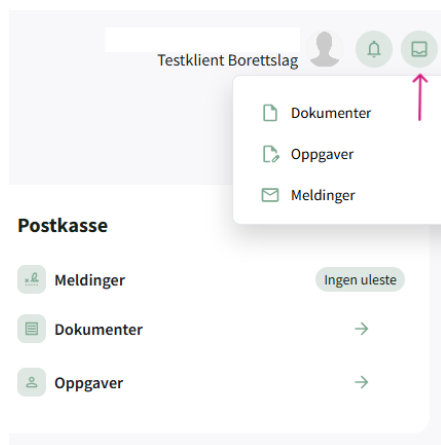 Testklient Borettslag
Dokumenter
Oppgaver
Meldinger
Postkasse
Meldinger
Ingen uleste
Dokumenter
Oppgaver